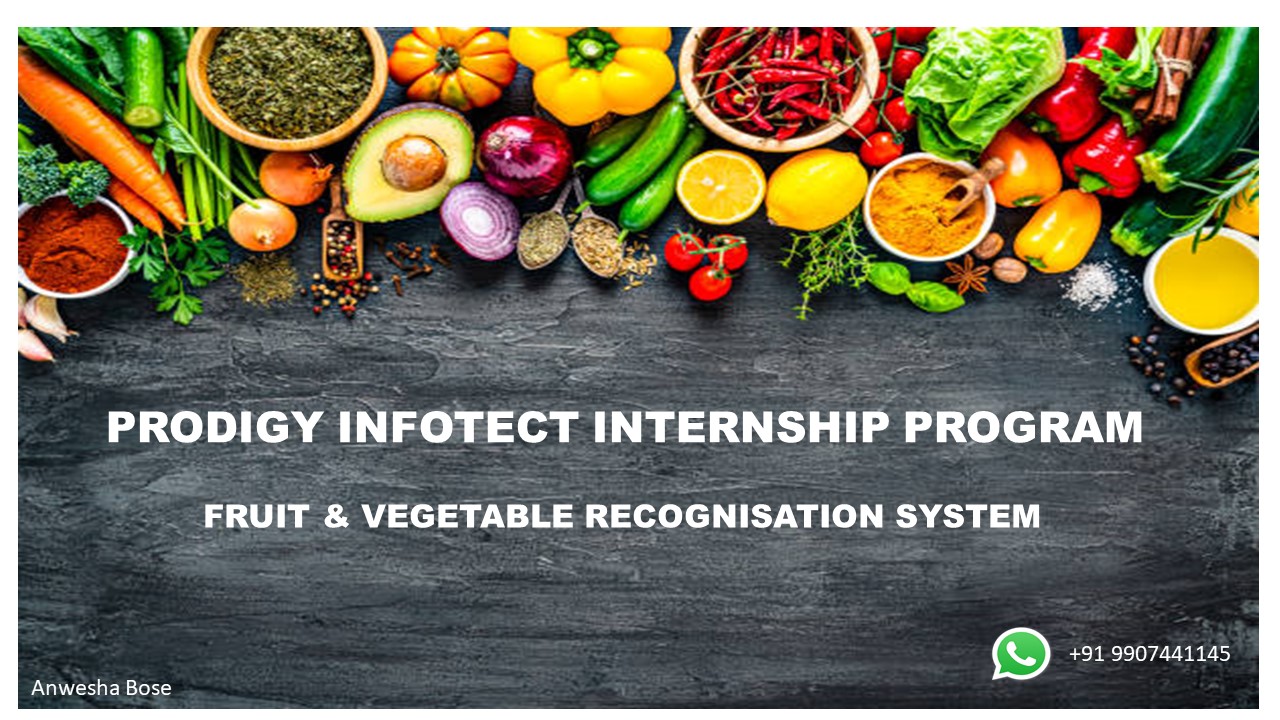 PRODIGY INFOTECT INTERNSHIP PROGRAM
FRUIT & VEGETABLE RECOGNISATION SYSTEM
+91 9907441145
Anwesha Bose